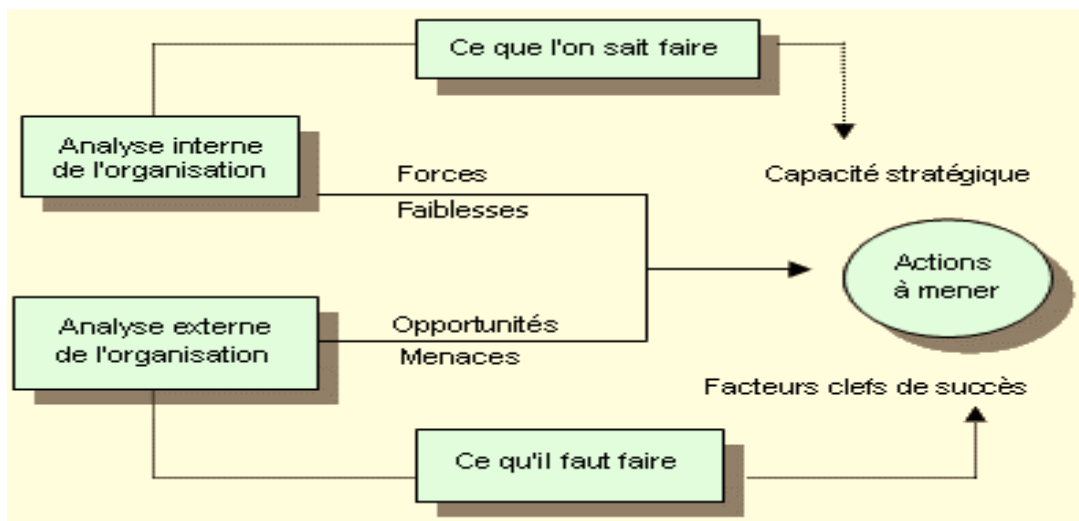 Ce que l'on sait faire
Analyse interne
de l'organisation
Forces
Faiblesses
Capacité stratégique
Actions
à mener
Analyse externe
de l'organisation
Opportunités
Menaces
Facteurs clefs de succès
Ce qu'il faut faire